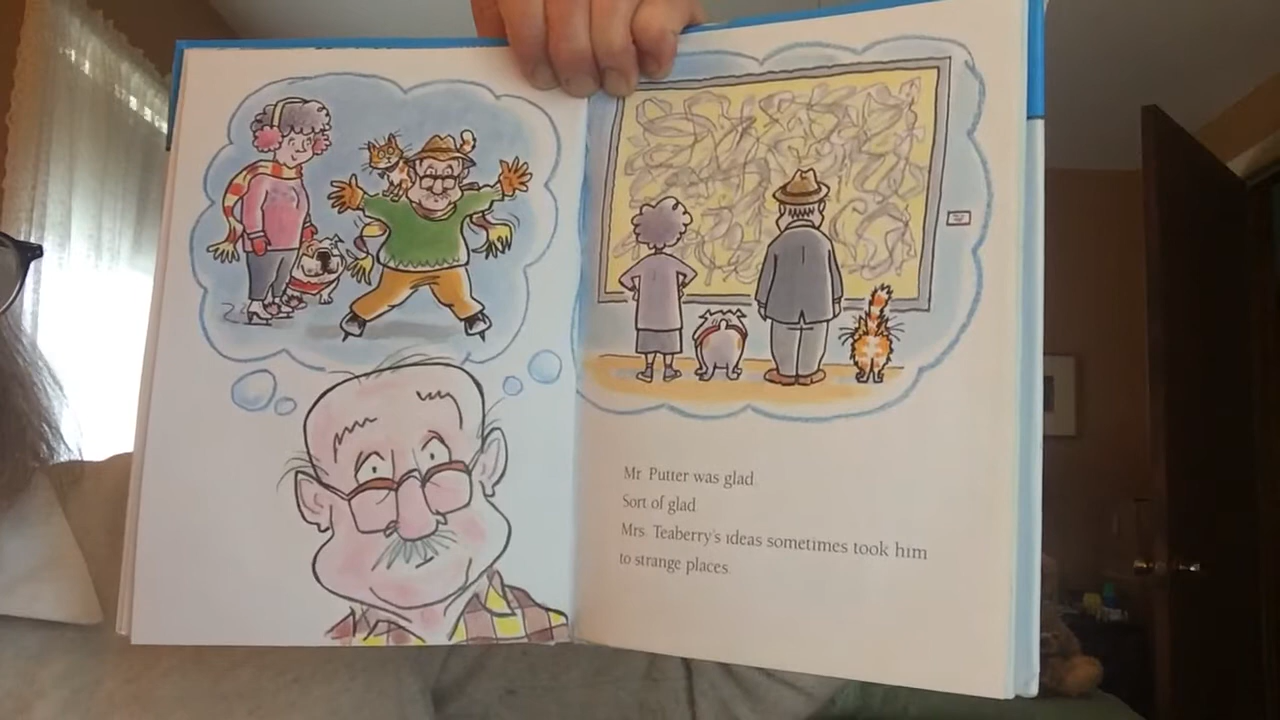 Mr. Putter was glad.
Sort of glad.
Mrs. Teaberry's ideas sometimes took him
to strange places.